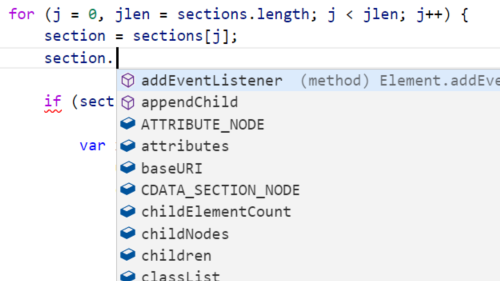 for (j = 0, jlen = sections.length; j < jlen; j++) {
section = sections[j];
section.
addEventListener (method) Element.addEve
if (sect
appendChild
ATTRIBUTE_NODE
var
attributes
baseURI
CDATA_SECTION_NODE
childElementCount
childNodes
children
classList